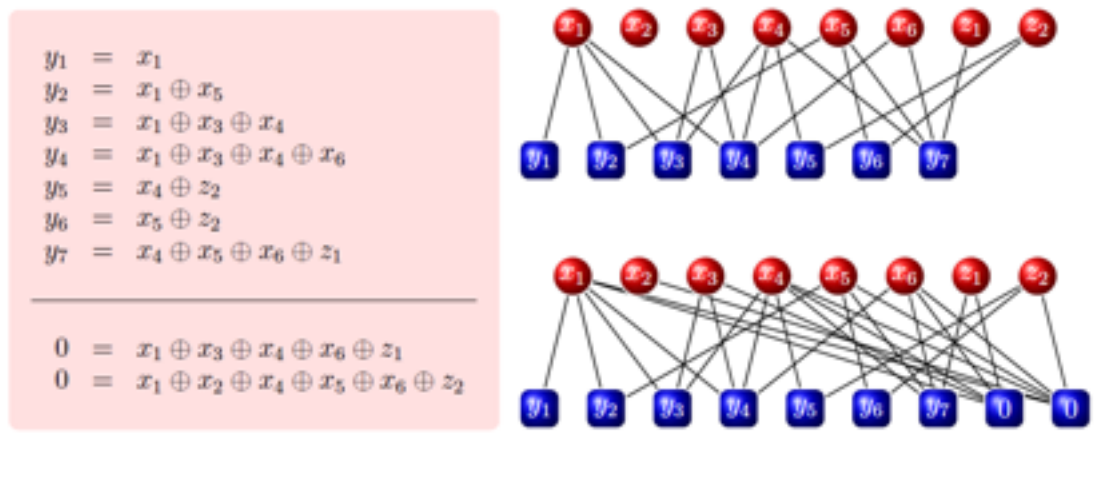 y₁ = x₁
y₂ = x₁ ⊕ x₅
y₃ = x₁ ⊕ x₃ ⊕ x₄
y₄ = x₁ ⊕ x₃ ⊕ x₄ ⊕ x₆
y₅ = x₄ ⊕ z₂
y₆ = x₅ ⊕ z₂
y₇ = x₄ ⊕ x₅ ⊕ x₆ ⊕ z₁
0 = x₁ ⊕ x₃ ⊕ x₄ ⊕ x₆ ⊕ z₁
0 = x₁ ⊕ x₂ ⊕ x₄ ⊕ x₅ ⊕ x₆ ⊕ z₂
x₁ x₂ x₃ x₄ x₅ x₆ z₁ z₂
y₁ y₂ y₃ y₄ y₅ y₆ y₇
x₁ x₂ x₃ x₄ x₅ x₆ z₁ z₂
y₁ y₂ y₃ y₄ y₅ y₆ y₇ 0 0